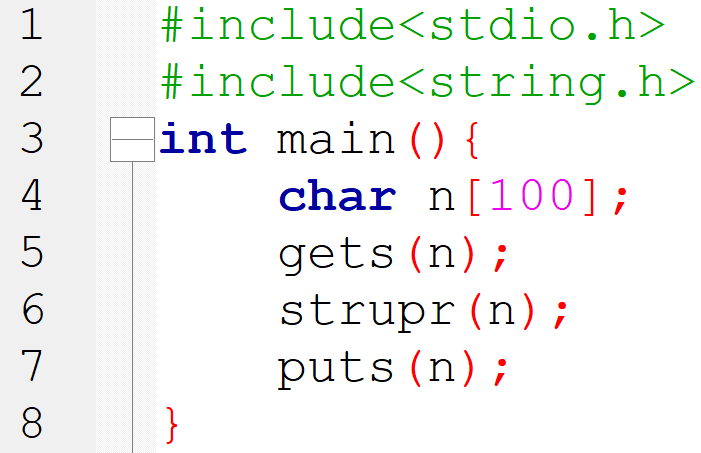 1 #include<stdio.h>
2 #include<string.h>
3 int main(){
4 char n[100];
5 gets(n);
6 strupr(n);
7 puts(n);
8 }